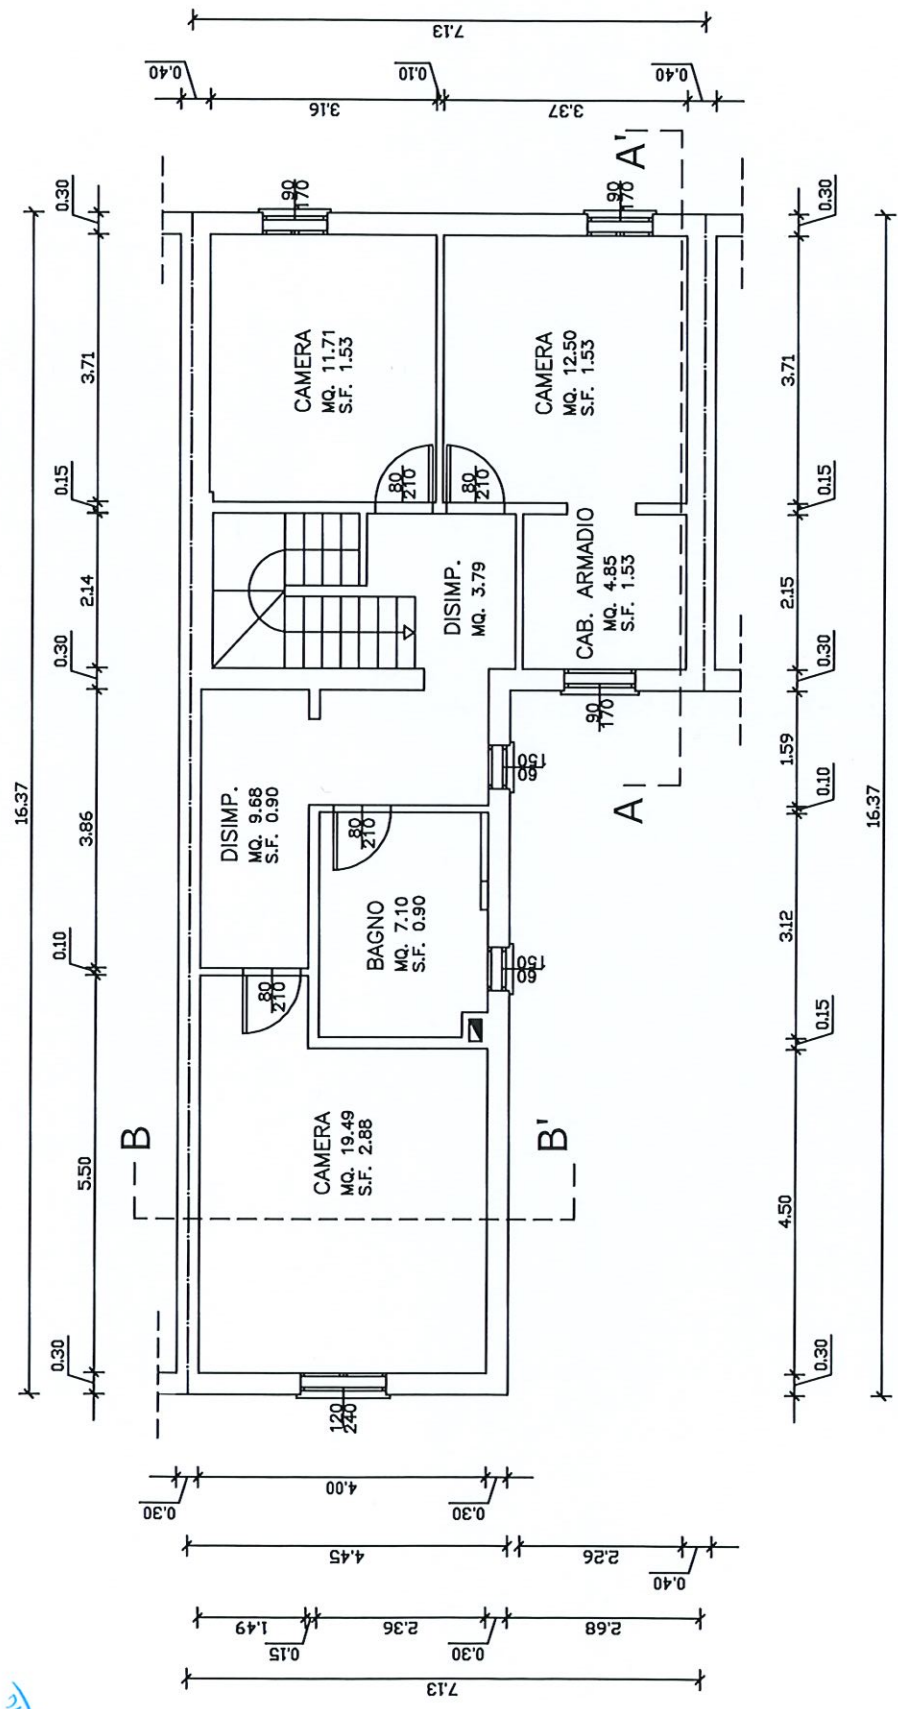 7.13
0.40
0.10
0.40
3.16
3.37
A'
0.30
90
170
90
170
0.30
16.37
3.71
CAMERA
MQ. 11.71
S.F. 1.53
CAMERA
MQ. 12.50
S.F. 1.53
3.71
0.15
80
210
80
210
0.15
2.14
DISIMP.
MQ. 3.79
CAB. ARMADIO
MQ. 4.85
S.F. 1.53
2.15
0.30
0.30
90
170
3.86
DISIMP.
MQ. 9.68
S.F. 0.90
60
150
1.59
A
0.10
80
210
16.37
BAGNO
MQ. 7.10
S.F. 0.90
3.12
0.10
80
210
60
150
0.15
B
5.50
CAMERA
MQ. 19.49
S.F. 2.88
B'
4.50
0.30
120
240
0.30
0.30
4.00
0.30
4.45
2.26
0.40
1.49
0.15
2.36
0.30
2.68
7.13